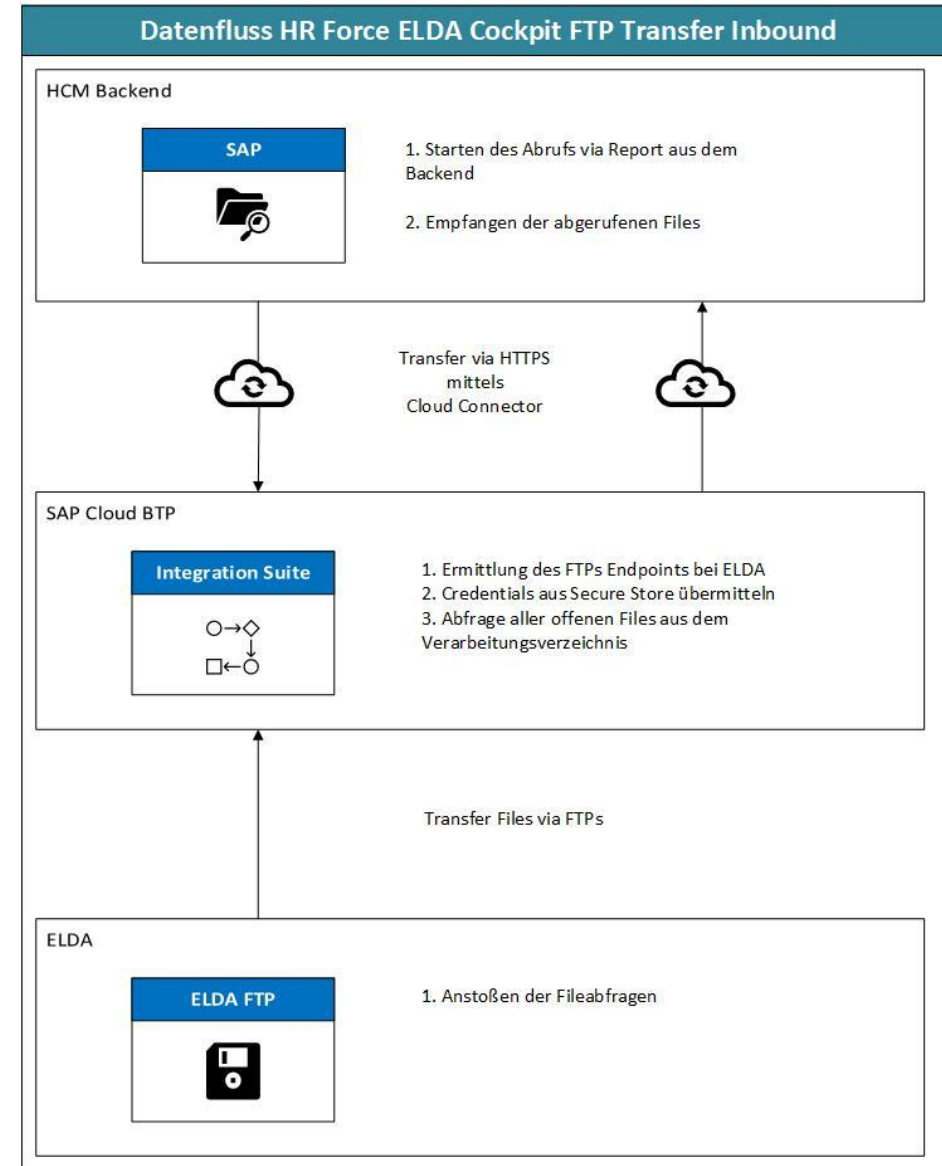 Datenfluss HR Force ELDA Cockpit FTP Transfer Inbound
HCM Backend
SAP
1. Starten des Abrufs via Report aus dem
Backend
2. Empfangen der abgerufenen Files
Transfer via HTTPS
mittels
Cloud Connector
SAP Cloud BTP
Integration Suite
1. Ermittlung des FTPs Endpoints bei ELDA
2. Credentials aus Secure Store übermitteln
3. Abfrage aller offenen Files aus dem
Verarbeitungsverzeichnis
Transfer Files via FTPs
ELDA
ELDA FTP
1. Anstoßen der Fileabfragen